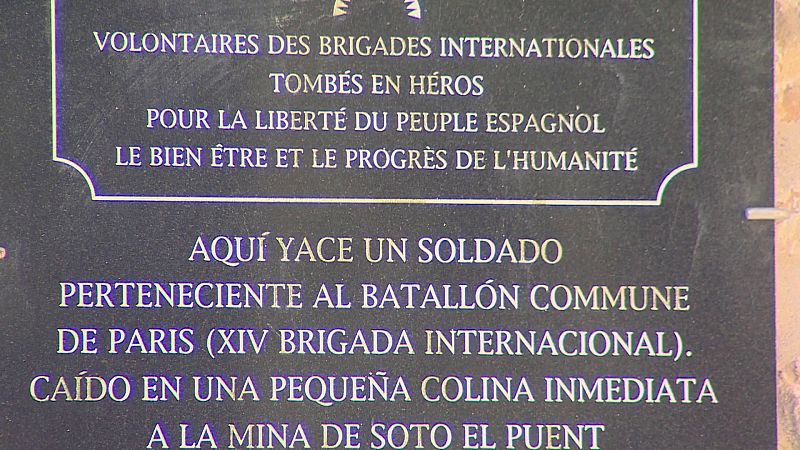 VOLONTAIRES DES BRIGADES INTERNATIONALES
TOMBÉS EN HÉROS
POUR LA LIBERTÉ DU PEUPLE ESPAGNOL
LE BIEN ÊTRE ET LE PROGRÈS DE L'HUMANITÉ
AQUÍ YACE UN SOLDADO
PERTENECIENTE AL BATALLÓN COMMUNE
DE PARIS (XIV BRIGADA INTERNACIONAL).
CAÍDO EN UNA PEQUEÑA COLINA INMEDIATA
A LA MINA DE SOTO EL PUENT